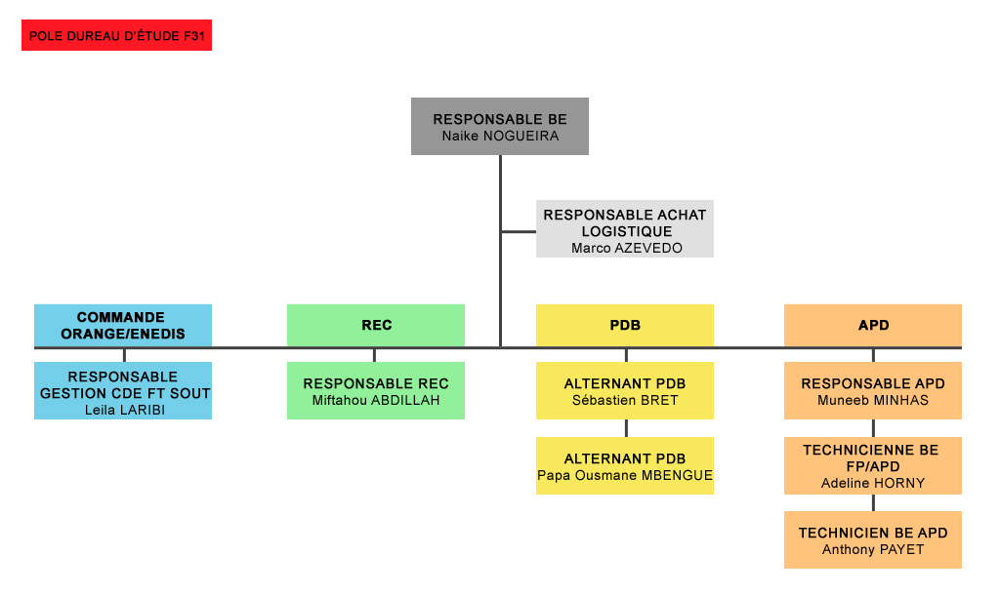 POLE DUREAU D'ÉTUDE F31
RESPONSABLE BE
Naike NOGUEIRA
RESPONSABLE ACHAT
LOGISTIQUE
Marco AZEVEDO
COMMANDE
ORANGE/ENEDIS
RESPONSABLE
GESTION CDE FT SOUT
Leila LARIBI
REC
RESPONSABLE REC
Miftahou ABDILLAH
PDB
ALTERNANT PDB
Sébastien BRET
ALTERNANT PDB
Papa Ousmane MBENGUE
APD
RESPONSABLE APD
Muneeb MINHAS
TECHNICIENNE BE
FP/APD
Adeline HORNY
TECHNICIEN BE APD
Anthony PAYET